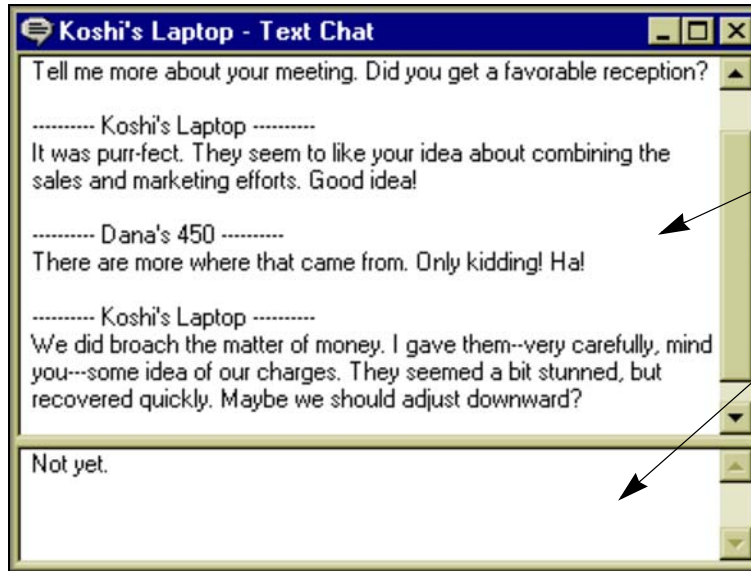 Koshi's Laptop - Text Chat
Tell me more about your meeting. Did you get a favorable reception?
---------- Koshi's Laptop ----------
It was purr-fect. They seem to like your idea about combining the
sales and marketing efforts. Good idea!
---------- Dana's 450 ----------
There are more where that came from. Only kidding! Ha!
---------- Koshi's Laptop ----------
We did broach the matter of money. I gave them--very carefully, mind
you---some idea of our charges. They seemed a bit stunned, but
recovered quickly. Maybe we should adjust downward?
Not yet.